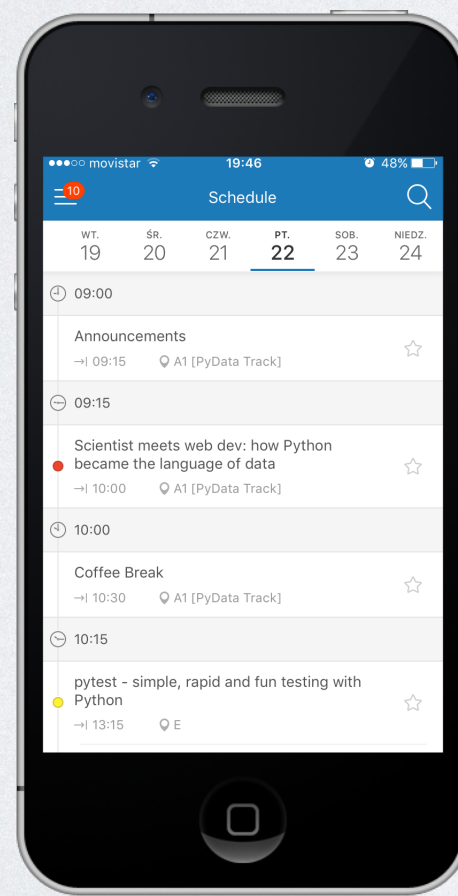 movistar 19:46 48%
10 Schedule
WT. ŚR. CZW. PT. SOB. NIEDZ.
19 20 21 22 23 24
09:00
Announcements
→| 09:15 A1 [PyData Track]
09:15
Scientist meets web dev: how Python
became the language of data
→| 10:00 A1 [PyData Track]
10:00
Coffee Break
→| 10:30 A1 [PyData Track]
10:15
pytest - simple, rapid and fun testing with
Python
→| 13:15 E